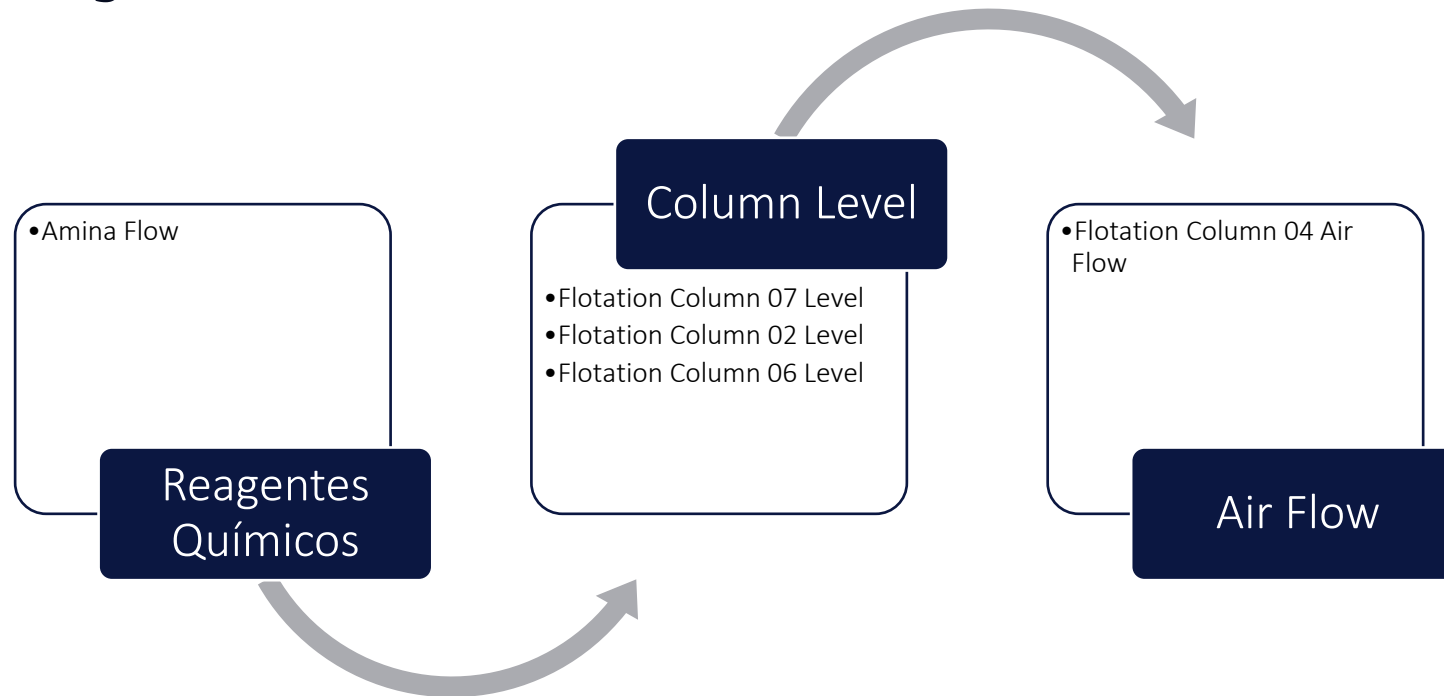 •Amina Flow
Reagentes
Químicos
Column Level
•Flotation Column 07 Level
•Flotation Column 02 Level
•Flotation Column 06 Level
•Flotation Column 04 Air
Flow
Air Flow